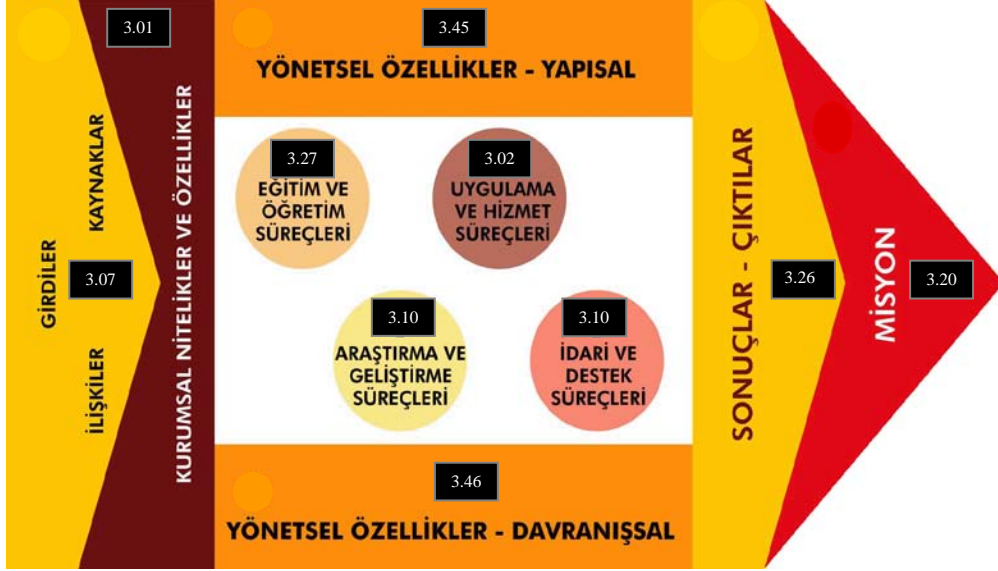 3.01
3.45
YÖNETSEL ÖZELLİKLER - YAPISAL
GİRDİLER
KAYNAKLAR
İLİŞKİLER
3.07
KURUMSAL NİTELİKLER VE ÖZELLİKLER
3.27
EĞİTİM VE
ÖĞRETİM
SÜREÇLERİ
3.02
UYGULAMA
VE HİZMET
SÜREÇLERİ
3.10
ARAŞTIRMA VE
GELİŞTİRME
SÜREÇLERİ
3.10
İDARİ VE
DESTEK
SÜREÇLERİ
3.46
YÖNETSEL ÖZELLİKLER - DAVRANIŞSAL
SONUÇLAR - ÇIKTILAR
3.26
MİSYON
3.20